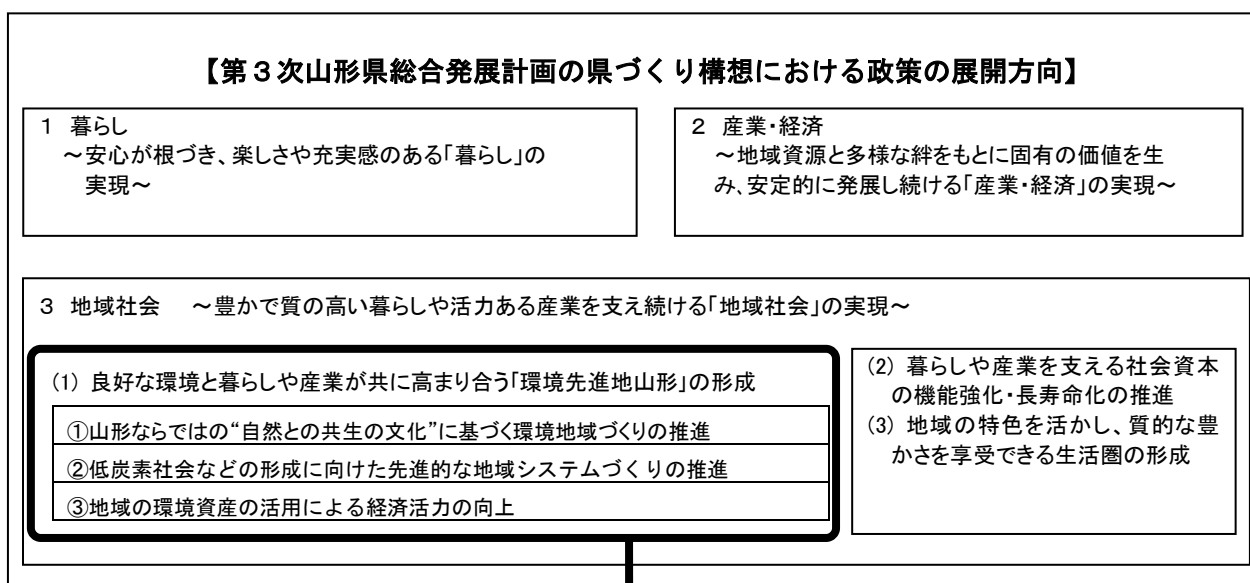 【第３次山形県総合発展計画の県づくり構想における政策の展開方向】
１ 暮らし
～安心が根づき、楽しさや充実感のある｢暮らし｣の
実現～
２ 産業・経済
～地域資源と多様な絆をもとに固有の価値を生
み、安定的に発展し続ける｢産業・経済｣の実現～
３ 地域社会 ～豊かで質の高い暮らしや活力ある産業を支え続ける｢地域社会｣の実現～
(1) 良好な環境と暮らしや産業が共に高まり合う｢環境先進地山形｣の形成
①山形ならではの“自然との共生の文化”に基づく環境地域づくりの推進
②低炭素社会などの形成に向けた先進的な地域システムづくりの推進
③地域の環境資産の活用による経済活力の向上
(2) 暮らしや産業を支える社会資本
の機能強化・長寿命化の推進
(3) 地域の特色を活かし、質的な豊
かさを享受できる生活圏の形成